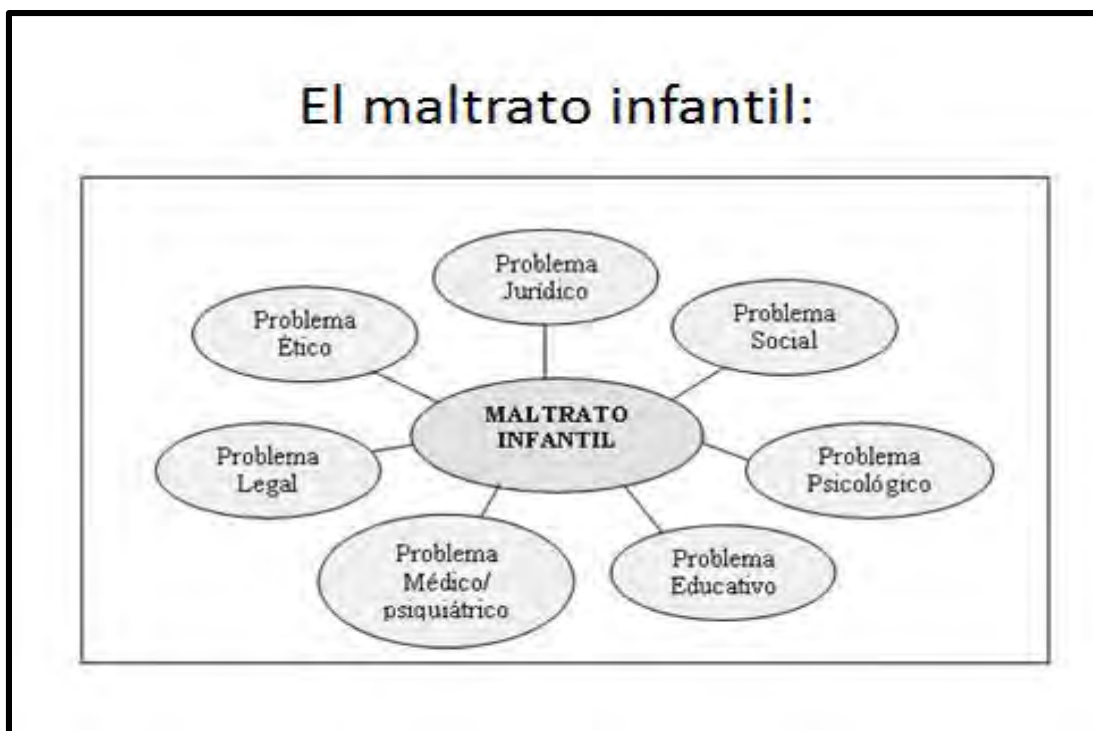 El maltrato infantil:
Problema
Jurídico
Problema
Social
Problema
Ético
MALTRATO
INFANTIL
Problema
Legal
Problema
Psicológico
Problema
Médico/
psiquiátrico
Problema
Educativo